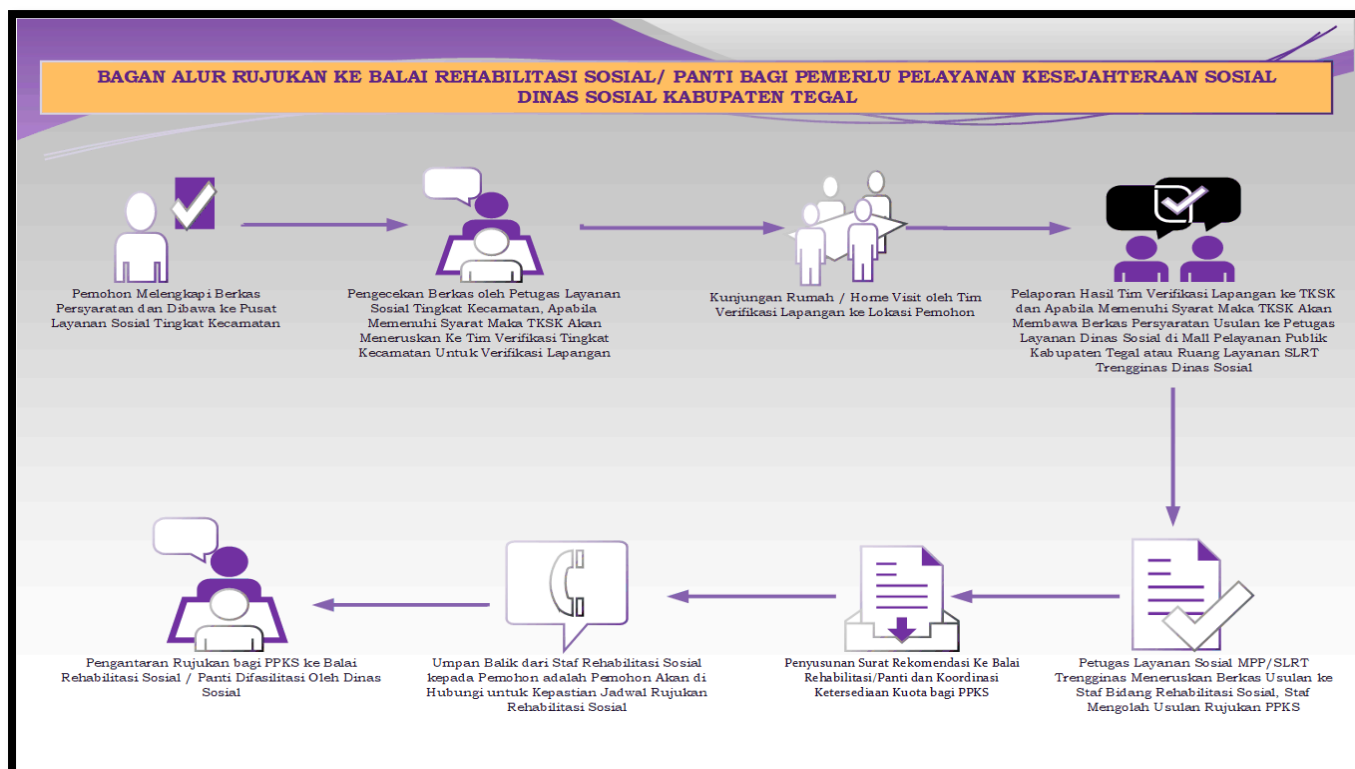 BAGAN ALUR RUJUKAN KE BALAI REHABILITASI SOSIAL/ PANTI BAGI PEMERLU PELAYANAN KESEJAHTERAAN SOSIAL
DINAS SOSIAL KABUPATEN TEGAL
Pemohon Melengkapi Berkas
Persyaratan dan Dibawa ke Pusat
Layanan Sosial Tingkat Kecamatan
Pengecekan Berkas oleh Petugas Layanan
Sosial Tingkat Kecamatan, Apabila
Memenuhi Syarat Maka TKSK Akan
Meneruskan Ke Tim Verifikasi Tingkat
Kecamatan Untuk Verifikasi Lapangan
Kunjungan Rumah / Home Visit oleh Tim
Verifikasi Lapangan ke Lokasi Pemohon
Pelaporan Hasil Tim Verifikasi Lapangan ke TKSK
dan Apabila Memenuhi Syarat Maka TKSK Akan
Membawa Berkas Persyaratan Usulan ke Petugas
Layanan Dinas Sosial di Mall Pelayanan Publik
Kabupaten Tegal atau Ruang Layanan SLRT
Trengginas Dinas Sosial
Petugas Layanan Sosial MPP/SLRT
Trengginas Meneruskan Berkas Usulan ke
Staf Bidang Rehabilitasi Sosial, Staf
Mengolah Usulan Rujukan PPKS
Penyusunan Surat Rekomendasi Ke Balai
Rehabilitasi/Panti dan Koordinasi
Ketersediaan Kuota bagi PPKS
Umpan Balik dari Staf Rehabilitasi Sosial
kepada Pemohon adalah Pemohon Akan di
Hubungi untuk Kepastian Jadwal Rujukan
Rehabilitasi Sosial
Pengantaran Rujukan bagi PPKS ke Balai
Rehabilitasi Sosial / Panti Difasilitasi Oleh Dinas
Sosial